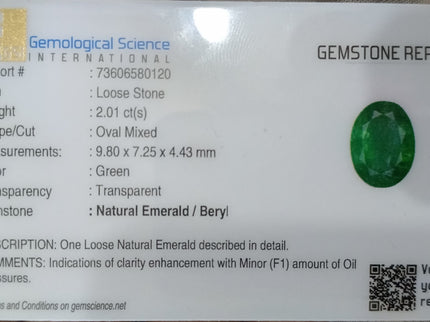 Gemological Science
INTERNATIONAL
GEMSTONE REP
ort # : 73606580120
: Loose Stone
ght : 2.01 ct(s)
pe/Cut : Oval Mixed
surements: : 9.80 x 7.25 x 4.43 mm
or : Green
nsparency : Transparent
mstone : Natural Emerald / Beryl
SCRIPTION: One Loose Natural Emerald described in detail.
MMENTS: Indications of clarity enhancement with Minor (F1) amount of Oil
ssures.
ms and Conditions on gemscience.net